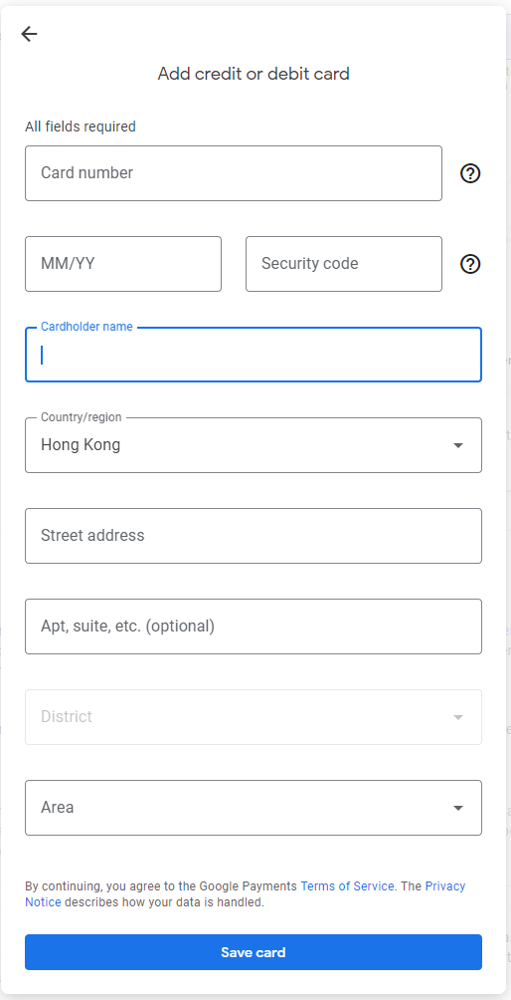 Add credit or debit card
All fields required
Card number
MM/YY
Security code
Cardholder name
Country/region
Hong Kong
Street address
Apt, suite, etc. (optional)
District
Area
By continuing, you agree to the Google Payments Terms of Service. The Privacy
Notice describes how your data is handled.
Save card